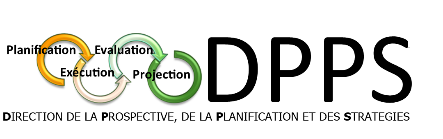 Planification Evaluation
Exécution Projection
DPPS
DIRECTION DE LA PROSPECTIVE, DE LA PLANIFICATION ET DES STRATEGIES